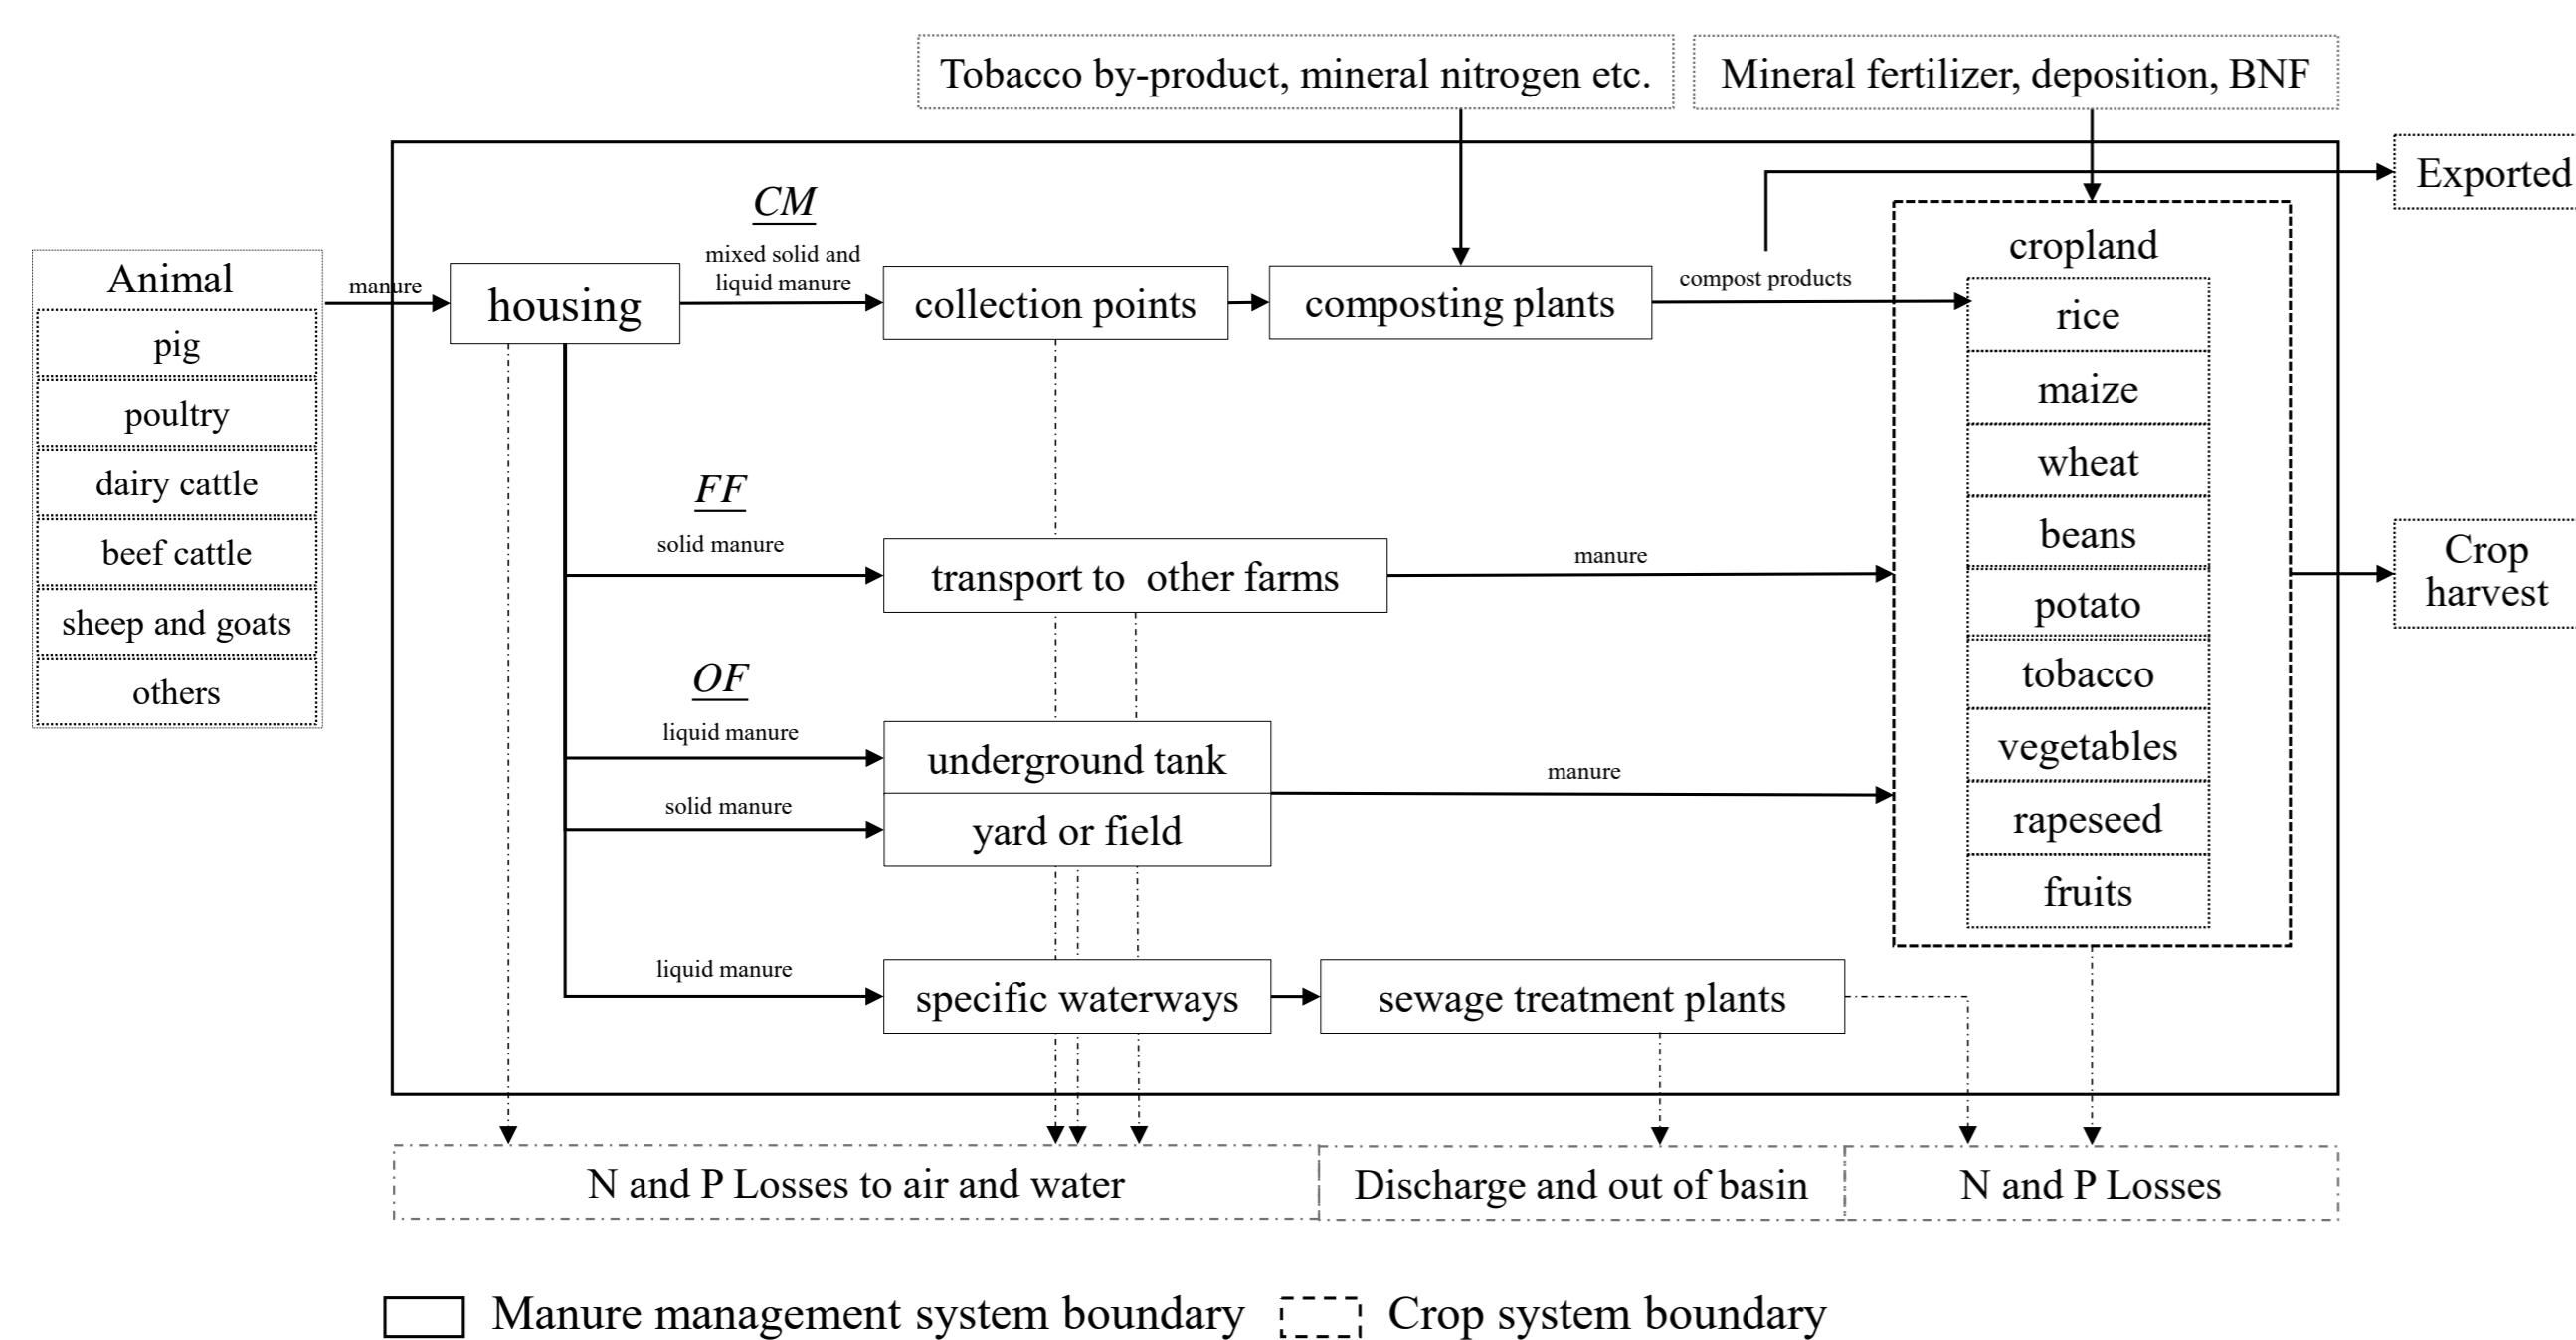 Tobacco by-product, mineral nitrogen etc.
Mineral fertilizer, deposition, BNF
Exported
CM
mixed solid and
liquid manure
Animal
pig
poultry
dairy cattle
beef cattle
sheep and goats
others
manure
housing
collection points
composting plants
compost products
cropland
rice
maize
wheat
beans
potato
tobacco
vegetables
rapeseed
fruits
FF
solid manure
transport to other farms
manure
Crop
harvest
OF
liquid manure
underground tank
solid manure
yard or field
manure
liquid manure
specific waterways
sewage treatment plants
N and P Losses to air and water
Discharge and out of basin
N and P Losses
Manure management system boundary
Crop system boundary